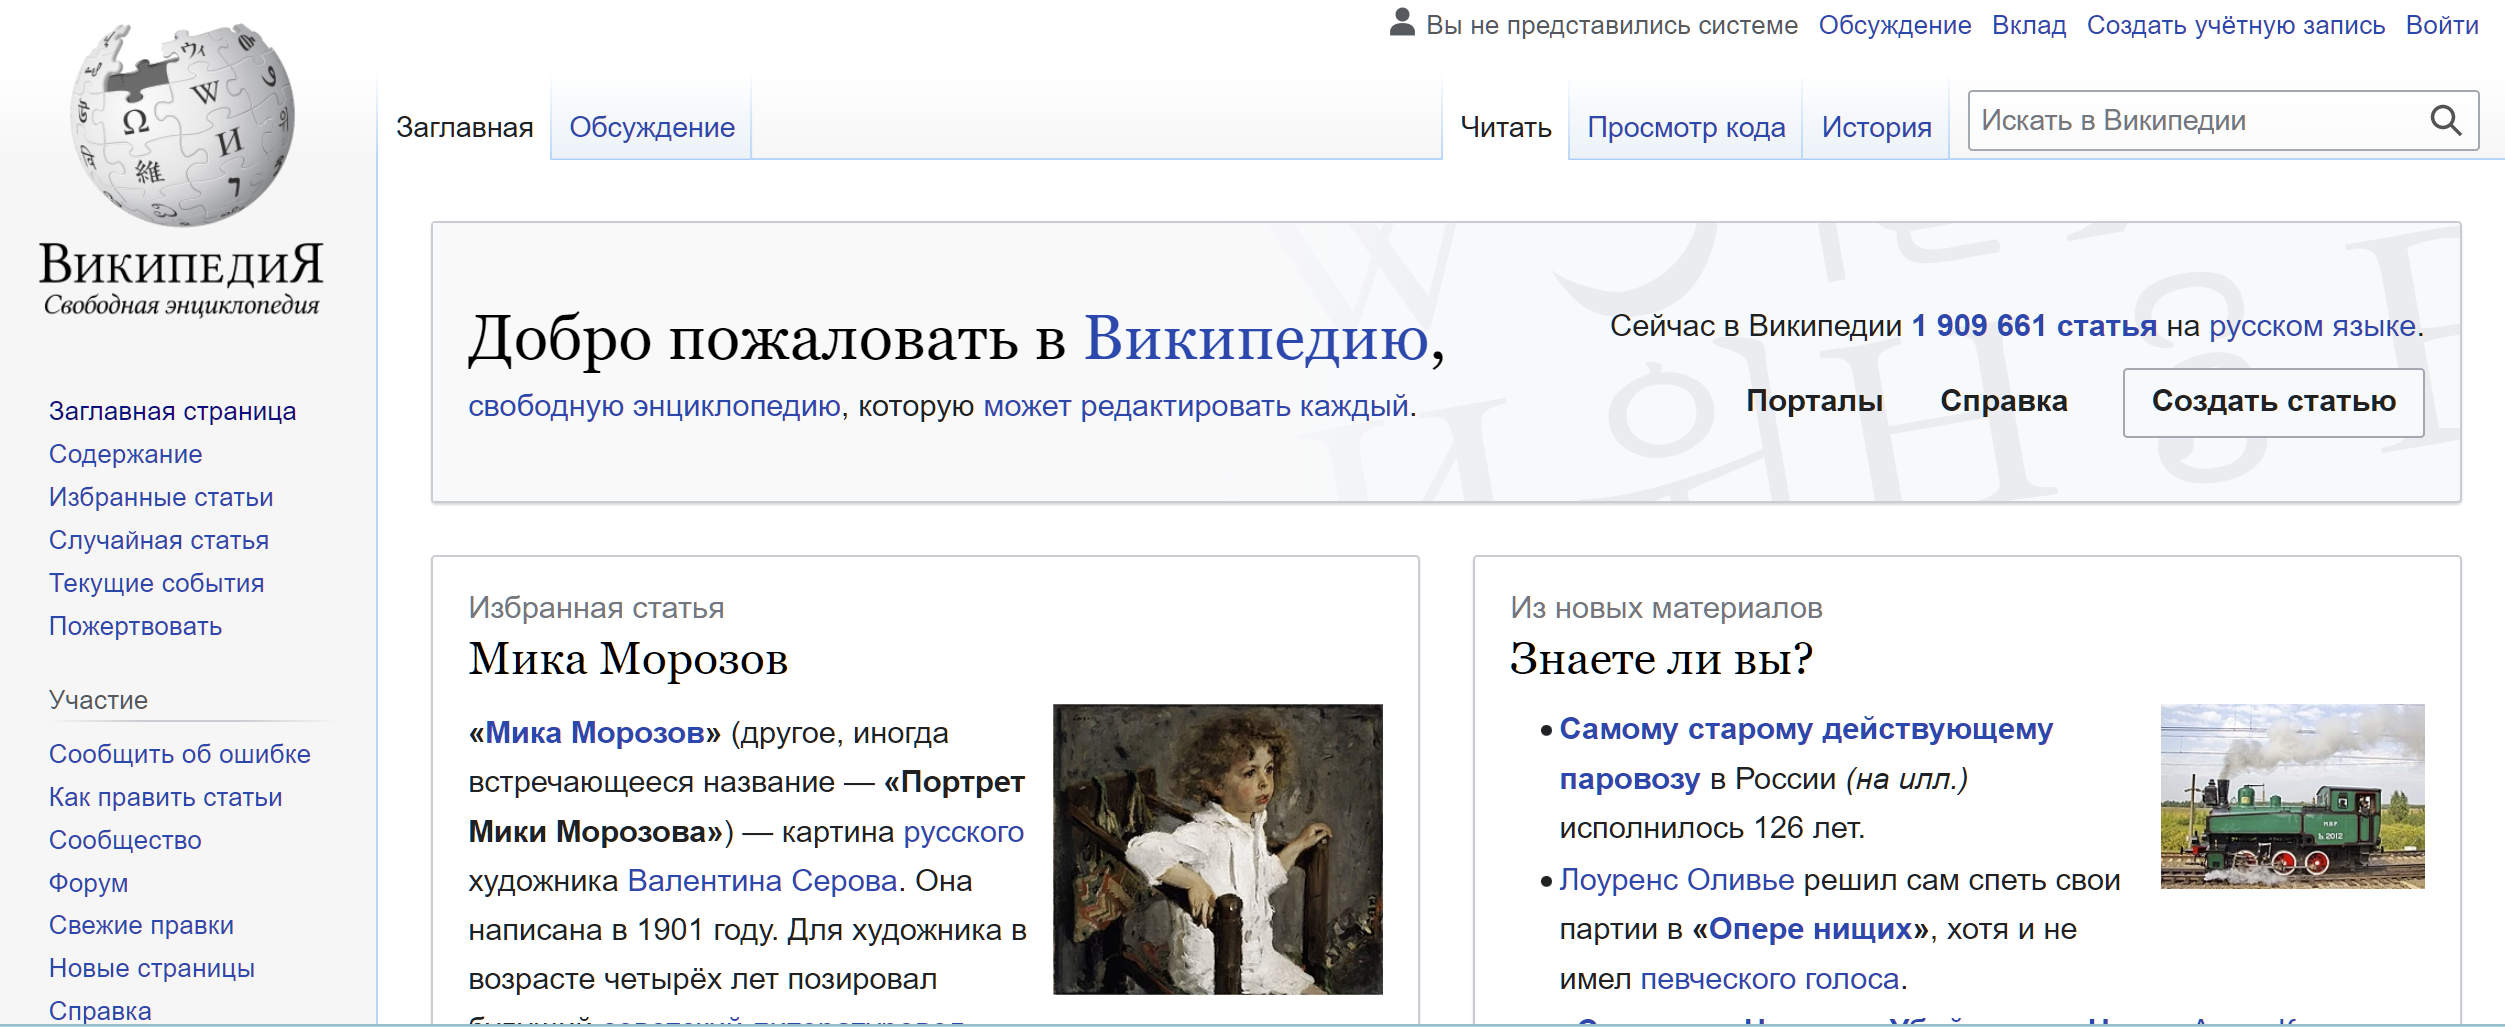 Вы не представились системе Обсуждение Вклад Создать учётную запись Войти
Заглавная Обсуждение Читать Просмотр кода История Искать в Википедии
ВикипедиЯ
Свободная энциклопедия
Заглавная страница
Содержание
Избранные статьи
Случайная статья
Текущие события
Пожертвовать
Участие
Сообщить об ошибке
Как править статьи
Сообщество
Форум
Свежие правки
Новые страницы
Справка
Добро пожаловать в Википедию,
свободную энциклопедию, которую может редактировать каждый.
Сейчас в Википедии 1 909 661 статья на русском языке.
Порталы Справка Создать статью
Избранная статья
Мика Морозов
«Мика Морозов» (другое, иногда
встречающееся название — «Портрет
Мики Морозова») — картина русского
художника Валентина Серова. Она
написана в 1901 году. Для художника в
возрасте четырёх лет позировал
Из новых материалов
Знаете ли вы?
Самому старому действующему
паровозу в России (на илл.)
исполнилось 126 лет.
Лоуренс Оливье решил сам спеть свои
партии в «Опере нищих», хотя и не
имел певческого голоса.